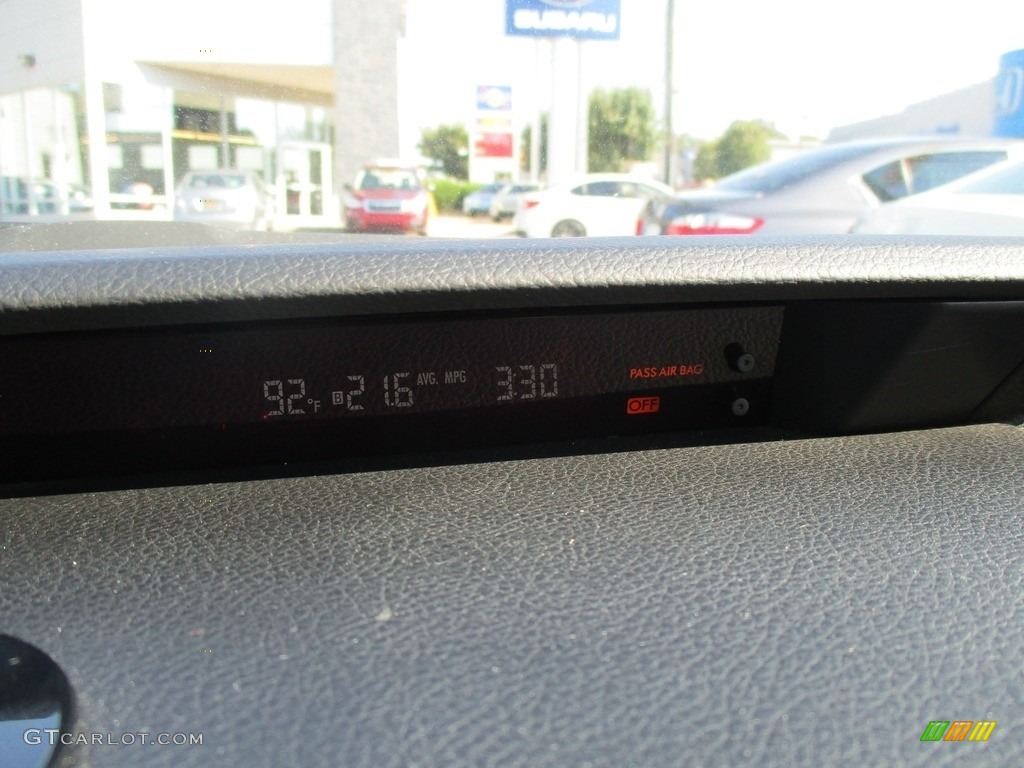 SUBARU
92°F B 21.6 AVG. MPG 3:30 PASS AIR BAG
OFF
GTCARLOT.COM